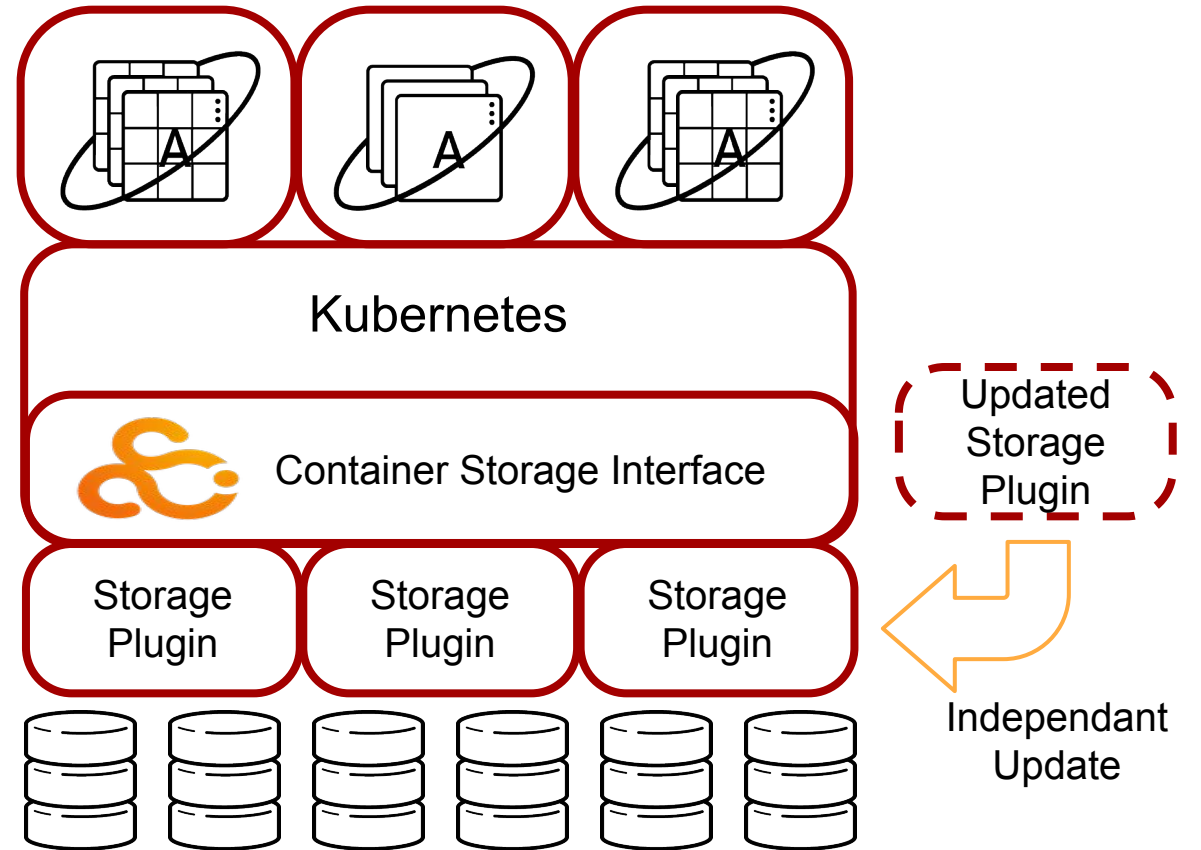 A
A
A
Kubernetes
Container Storage Interface
Updated
Storage
Plugin
Storage
Plugin
Storage
Plugin
Storage
Plugin
Independant
Update